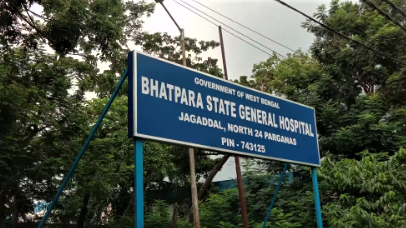 GOVERNMENT OF WEST BENGAL
BHATPARA STATE GENERAL HOSPITAL
JAGADDAL, NORTH 24 PARGANAS
PIN - 743125